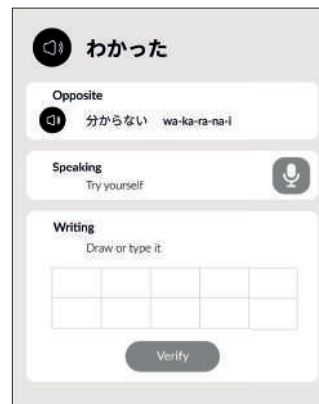 わかった
Opposite
分からない wa-ka-ra-na-i
Speaking
Try yourself
Writing
Draw or type it
Verify